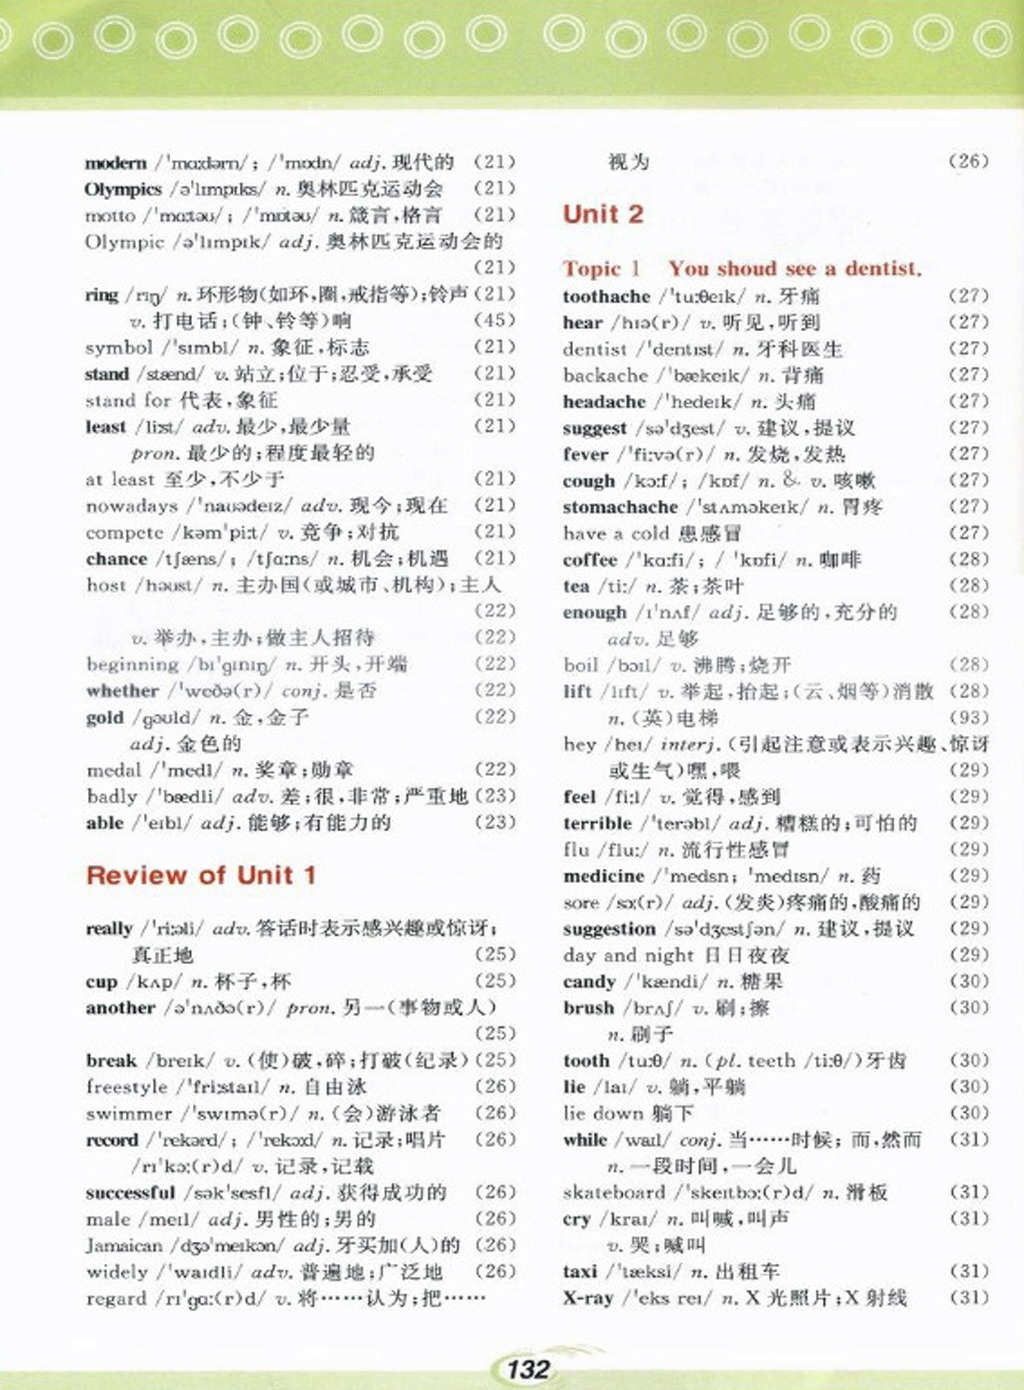 modern /ˈmɑːdərn/; /ˈmɒdn/ adj. 现代的 (21)
Olympics /əˈlɪmpɪks/ n. 奥林匹克运动会 (21)
motto /ˈmɑːtəʊ/; /ˈmɒtəʊ/ n. 箴言,格言 (21)
Olympic /əˈlɪmpɪk/ adj. 奥林匹克运动会的
(21)
ring /rɪŋ/ n. 环形物(如环,圈,戒指等);铃声 (21)
v. 打电话;(钟、铃等)响 (45)
symbol /ˈsɪmbl/ n. 象征,标志 (21)
stand /stænd/ v. 站立;位于;忍受,承受 (21)
stand for 代表,象征 (21)
least /liːst/ adv. 最少,最少量 (21)
pron. 最少的;程度最轻的
at least 至少,不少于 (21)
nowadays /ˈnaʊədeɪz/ adv. 现今;现在 (21)
compete /kəmˈpiːt/ v. 竞争;对抗 (21)
chance /tʃæns/; /tʃɑːns/ n. 机会;机遇 (21)
host /həʊst/ n. 主办国(或城市、机构);主人
(22)
v. 举办,主办;做主人招待 (22)
beginning /bɪˈgɪnɪŋ/ n. 开头,开端 (22)
whether /ˈweðə(r)/ conj. 是否 (22)
gold /gəʊld/ n. 金,金子 (22)
adj. 金色的
medal /ˈmedl/ n. 奖章;勋章 (22)
badly /ˈbædli/ adv. 差;很,非常;严重地 (23)
able /ˈeɪbl/ adj. 能够;有能力的 (23)
Review of Unit 1
really /ˈriːəli/ adv. 答话时表示感兴趣或惊讶;
真正地 (25)
cup /kʌp/ n. 杯子,杯 (25)
another /əˈnʌðə(r)/ pron. 另一(事物或人)
(25)
break /breɪk/ v. (使)破,碎;打破(纪录) (25)
freestyle /ˈfriːstaɪl/ n. 自由泳 (26)
swimmer /ˈswɪmə(r)/ n. (会)游泳者 (26)
record /ˈrekərd/; /ˈrekɔːd/ n. 记录;唱片 (26)
/rɪˈkɔː(r)d/ v. 记录,记载
successful /səkˈsesfl/ adj. 获得成功的 (26)
male /meɪl/ adj. 男性的;男的 (26)
Jamaican /dʒəˈmeɪkən/ adj. 牙买加(人)的 (26)
widely /ˈwaɪdli/ adv. 普遍地;广泛地 (26)
regard /rɪˈgɑː(r)d/ v. 将……认为;把……
视为 (26)
Unit 2
Topic 1 You shoud see a dentist.
toothache /ˈtuːθeɪk/ n. 牙痛 (27)
hear /hɪə(r)/ v. 听见,听到 (27)
dentist /ˈdentɪst/ n. 牙科医生 (27)
backache /ˈbækeɪk/ n. 背痛 (27)
headache /ˈhedeɪk/ n. 头痛 (27)
suggest /səˈdʒest/ v. 建议,提议 (27)
fever /ˈfiːvə(r)/ n. 发烧,发热 (27)
cough /kɔːf/; /kɒf/ n. & v. 咳嗽 (27)
stomachache /ˈstʌməkeɪk/ n. 胃疼 (27)
have a cold 患感冒 (27)
coffee /ˈkɑːfi/; / ˈkɒfi/ n. 咖啡 (28)
tea /tiː/ n. 茶;茶叶 (28)
enough /ɪˈnʌf/ adj. 足够的,充分的 (28)
adv. 足够
boil /bɔɪl/ v. 沸腾;烧开 (28)
lift /lɪft/ v. 举起,抬起;(云、烟等)消散 (28)
n. (英)电梯 (93)
hey /heɪ/ interj. (引起注意或表示兴趣、惊讶
或生气)嘿,喂 (29)
feel /fiːl/ v. 觉得,感到 (29)
terrible /ˈterəbl/ adj. 糟糕的;可怕的 (29)
flu /fluː/ n. 流行性感冒 (29)
medicine /ˈmedsn; ˈmedɪsn/ n. 药 (29)
sore /sɔː(r)/ adj. (发炎)疼痛的,酸痛的 (29)
suggestion /səˈdʒestʃən/ n. 建议,提议 (29)
day and night 日日夜夜 (29)
candy /ˈkændi/ n. 糖果 (30)
brush /brʌʃ/ v. 刷;擦 (30)
n. 刷子
tooth /tuːθ/ n. (pl. teeth /tiːθ/)牙齿 (30)
lie /laɪ/ v. 躺,平躺 (30)
lie down 躺下 (30)
while /waɪl/ conj. 当……时候; 而,然而 (31)
n. 一段时间,一会儿
skateboard /ˈskeɪtbɔː(r)d/ n. 滑板 (31)
cry /kraɪ/ n. 叫喊,叫声 (31)
v. 哭;喊叫
taxi /ˈtæksi/ n. 出租车 (31)
X-ray /ˈeks reɪ/ n. X 光照片;X 射线 (31)
132